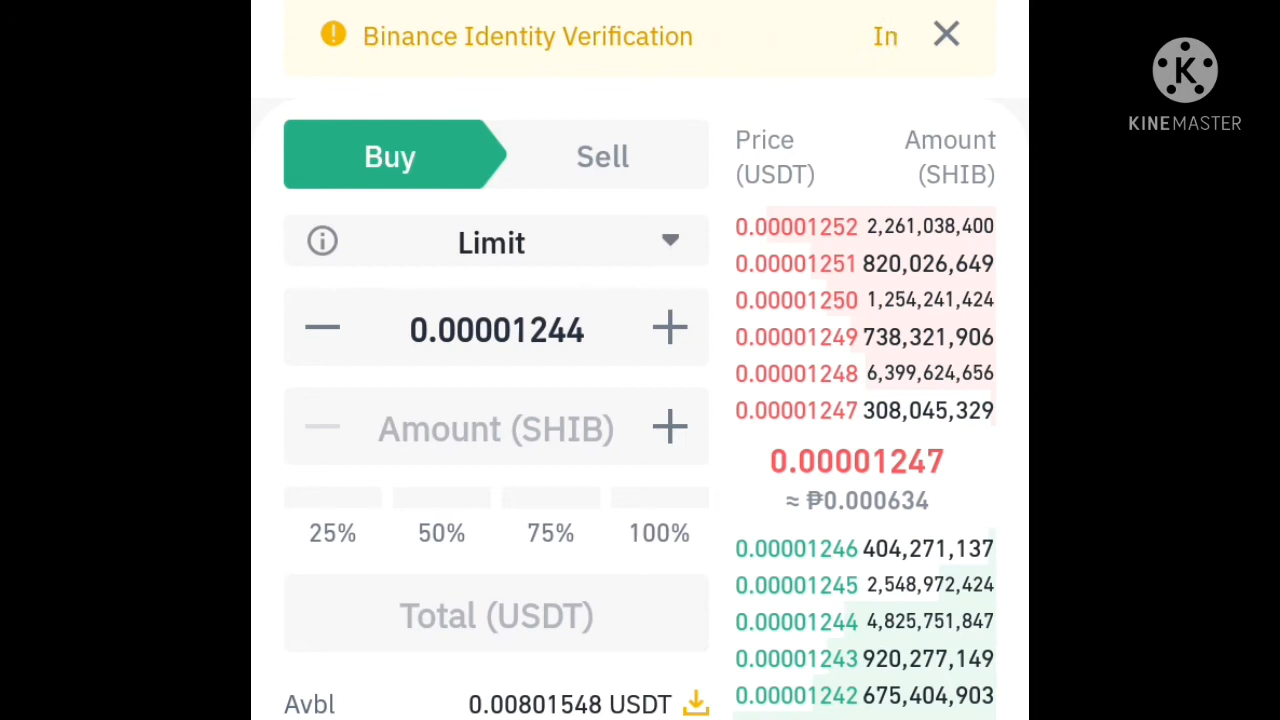 Binance Identity Verification In
K
KINEMASTER
Buy Sell
Price Amount
(USDT) (SHIB)
Limit
0.00001252 2,261,038,400
0.00001251 820,026,649
0.00001250 1,254,241,424
0.00001244
0.00001249 738,321,906
0.00001248 6,399,624,656
Amount (SHIB)
0.00001247 308,045,329
0.00001247
≈ ₱0.000634
25% 50% 75% 100%
0.00001246 404,271,137
0.00001245 2,548,972,424
Total (USDT)
0.00001244 4,825,751,847
0.00001243 920,277,149
0.00001242 675,404,903
Avbl 0.00801548 USDT